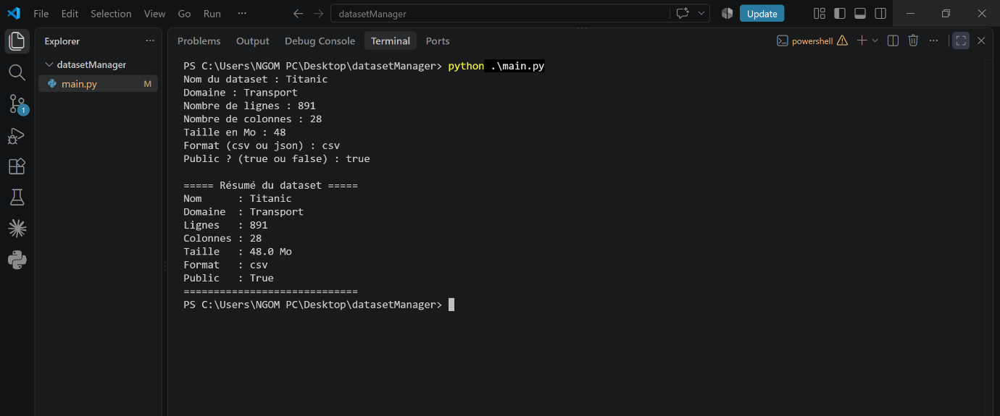 File Edit Selection View Go Run ··· datasetManager Update
Explorer ···
datasetManager
main.py M
1
Problems Output Debug Console Terminal Ports powershell ···
PS C:\Users\NGOM PC\Desktop\datasetManager> python .\main.py
Nom du dataset : Titanic
Domaine : Transport
Nombre de lignes : 891
Nombre de colonnes : 28
Taille en Mo : 48
Format (csv ou json) : csv
Public ? (true ou false) : true
===== Résumé du dataset =====
Nom      : Titanic
Domaine  : Transport
Lignes   : 891
Colonnes : 28
Taille   : 48.0 Mo
Format   : csv
Public   : True
=============================
PS C:\Users\NGOM PC\Desktop\datasetManager>